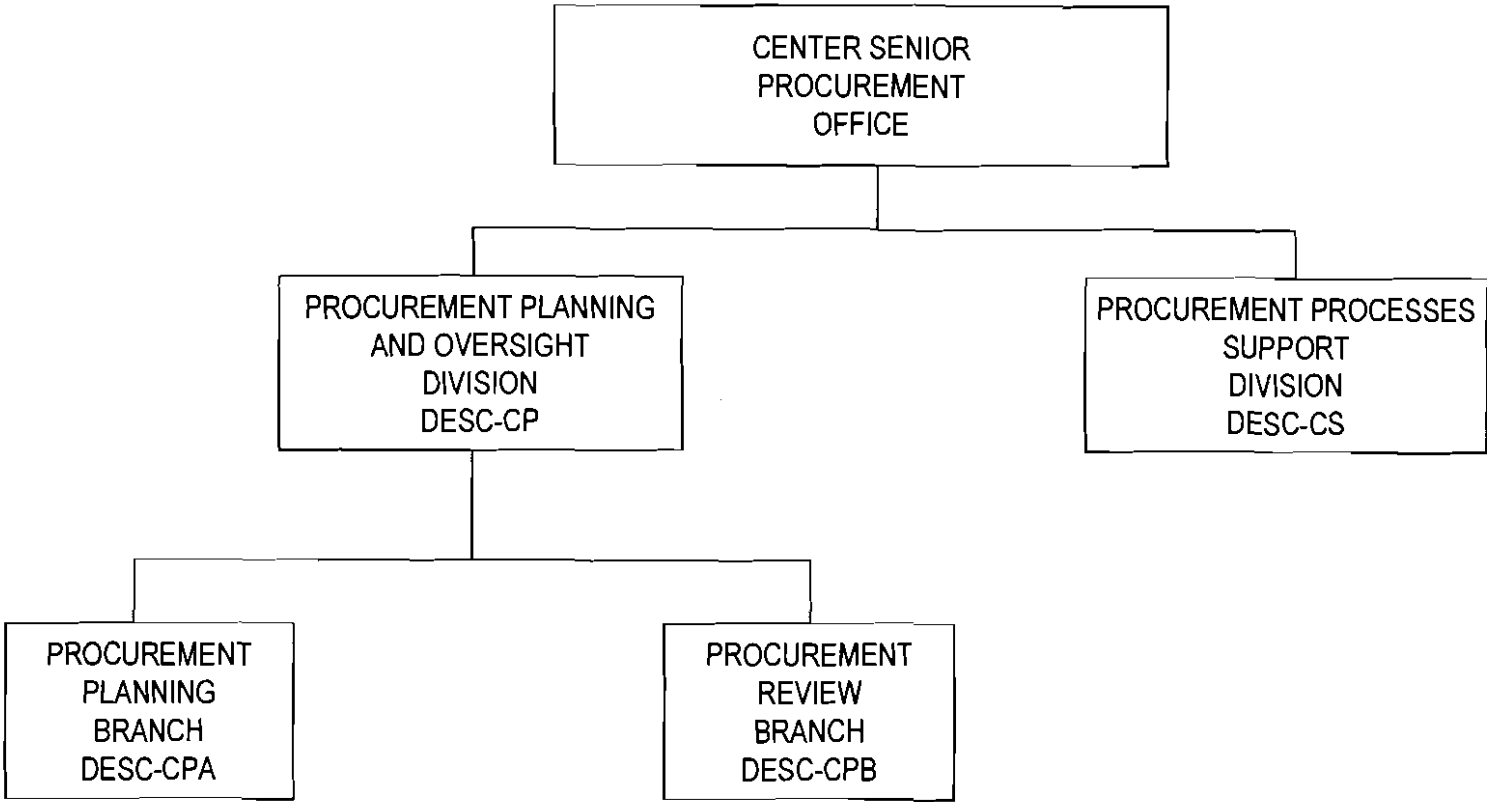 CENTER SENIOR
PROCUREMENT
OFFICE
PROCUREMENT PLANNING
AND OVERSIGHT
DIVISION
DESC-CP
PROCUREMENT PROCESSES
SUPPORT
DIVISION
DESC-CS
PROCUREMENT
PLANNING
BRANCH
DESC-CPA
PROCUREMENT
REVIEW
BRANCH
DESC-CPB